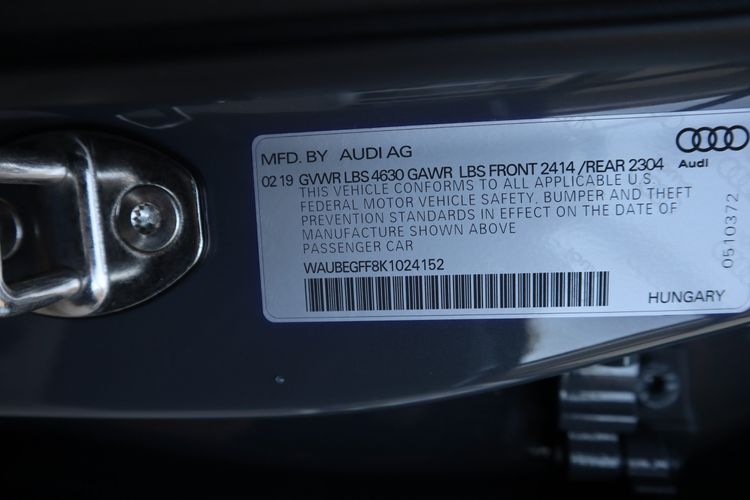 MFD. BY AUDI AG
Audi
02 19 GVWR LBS 4630 GAWR LBS FRONT 2414 /REAR 2304
THIS VEHICLE CONFORMS TO ALL APPLICABLE U.S.
FEDERAL MOTOR VEHICLE SAFETY, BUMPER AND THEFT
PREVENTION STANDARDS IN EFFECT ON THE DATE OF
MANUFACTURE SHOWN ABOVE
PASSENGER CAR
WAUBEGFF8K1024152
HUNGARY
0510372